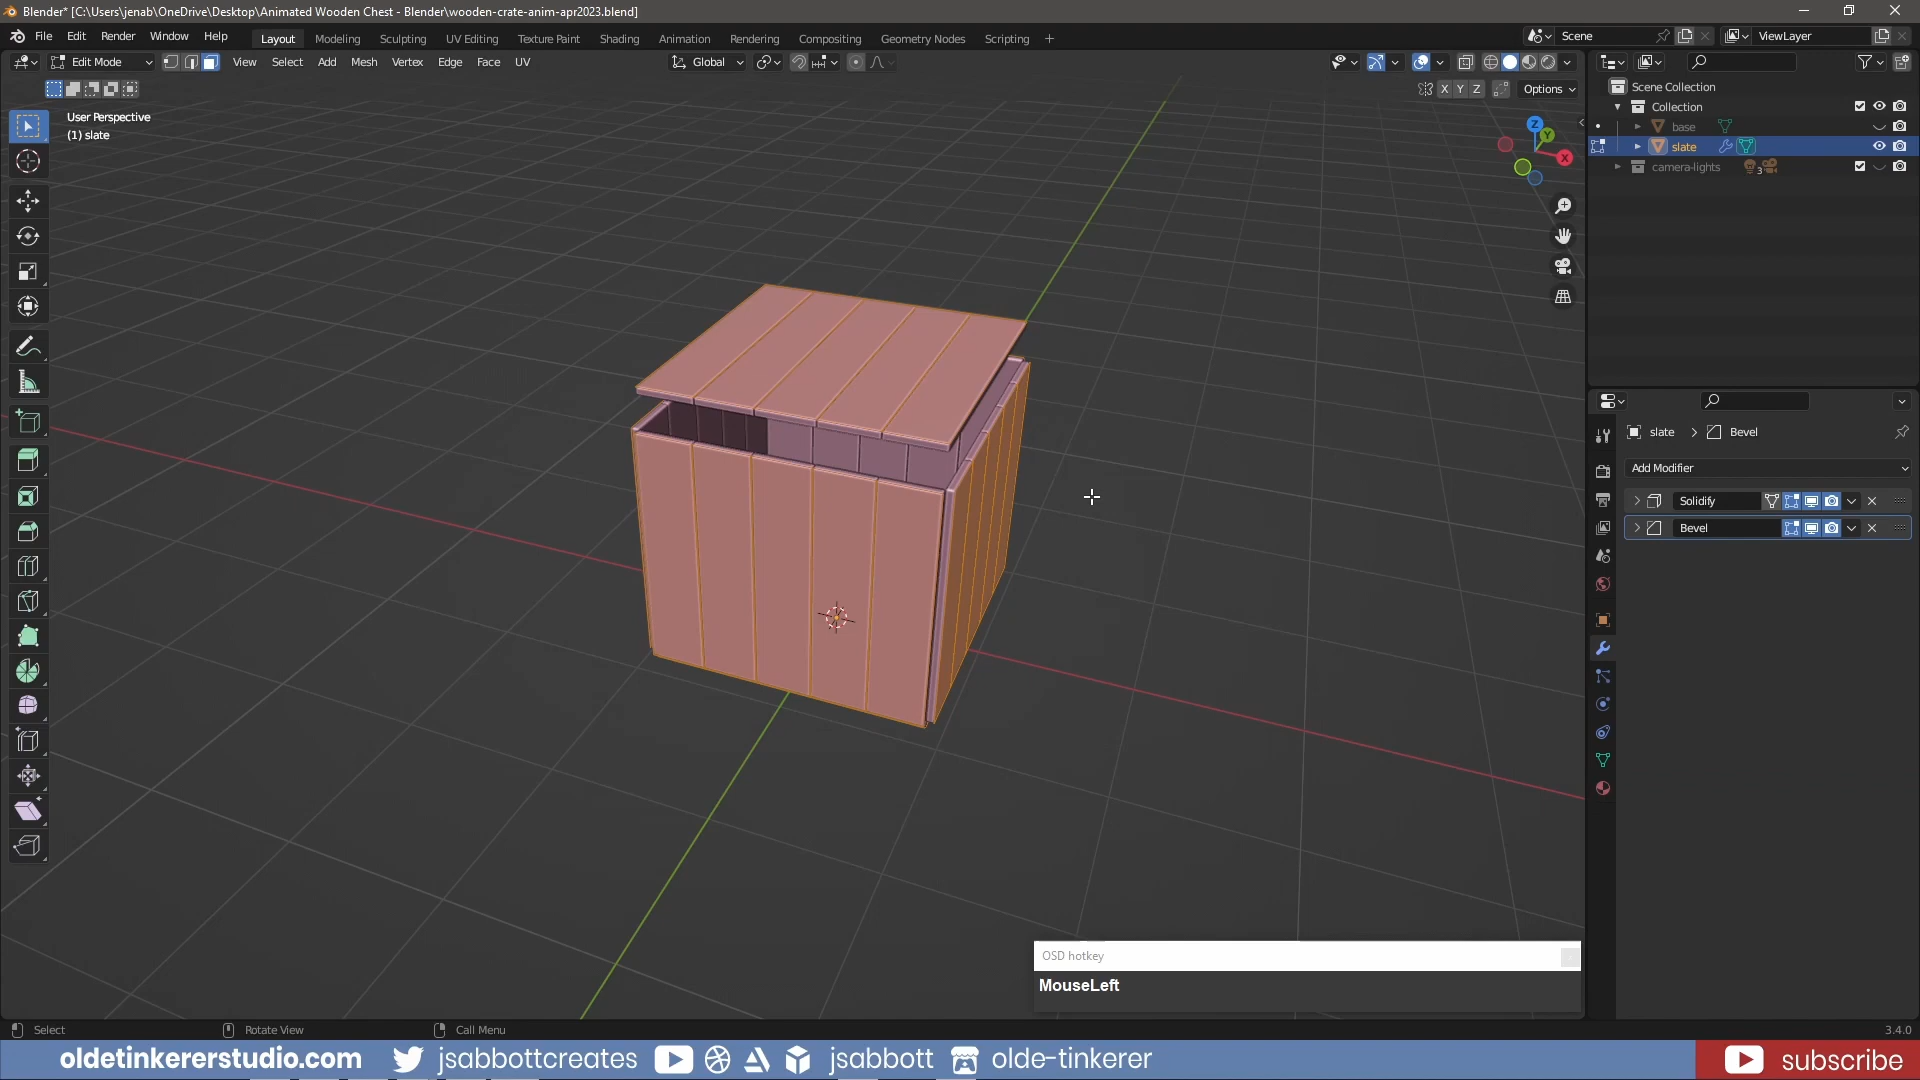 Blender* [C:\Users\jenab\OneDrive\Desktop\Animated Wooden Chest - Blender\wooden-crate-anim-apr2023.blend]
File Edit Render Window Help Layout Modeling Sculpting UV Editing Texture Paint Shading Animation Rendering Compositing Geometry Nodes Scripting + Scene ViewLayer
Edit Mode View Select Add Mesh Vertex Edge Face UV Global
X Y Z Options
User Perspective
(1) slate
Z
Y
X
Scene Collection
Collection
base
slate
camera-lights 3
slate > Bevel
Add Modifier
Solidify
Bevel
OSD hotkey
MouseLeft
Select Rotate View Call Menu 3.4.0
oldetinkererstudio.com jsabbottcreates jsabbott olde-tinkerer subscribe